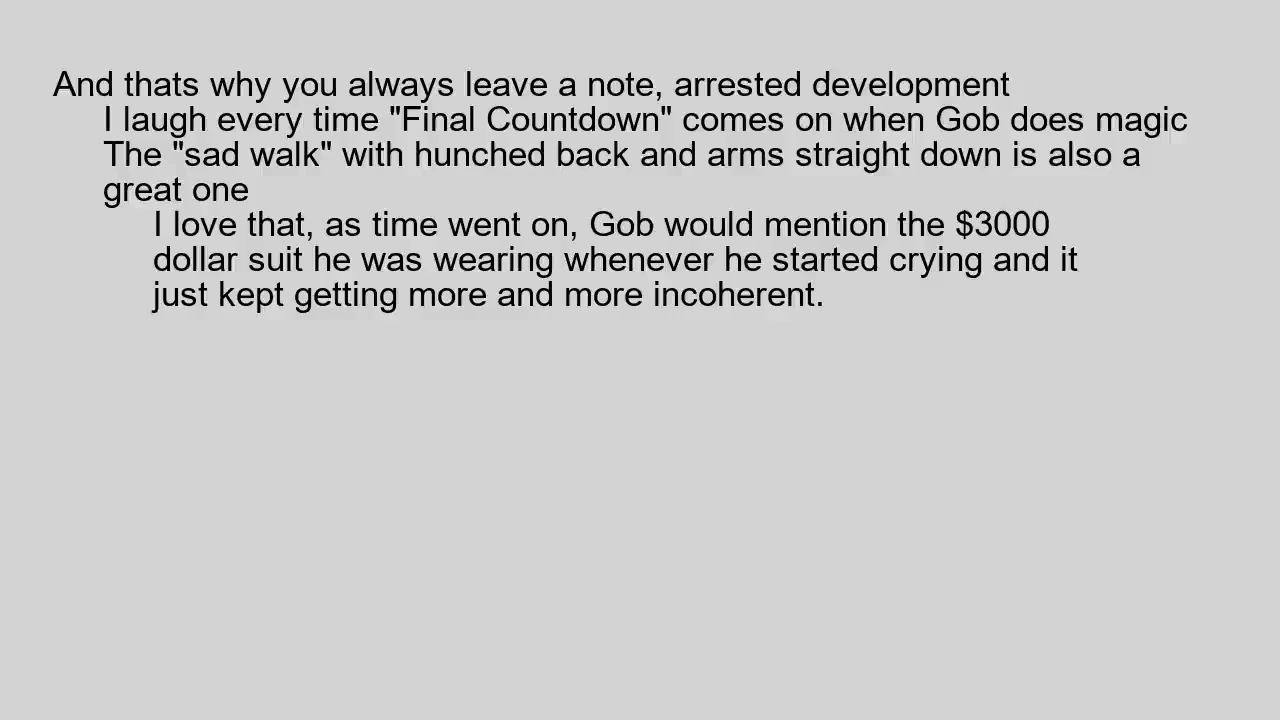 And thats why you always leave a note, arrested development
I laugh every time "Final Countdown" comes on when Gob does magic
The "sad walk" with hunched back and arms straight down is also a
great one
I love that, as time went on, Gob would mention the $3000
dollar suit he was wearing whenever he started crying and it
just kept getting more and more incoherent.